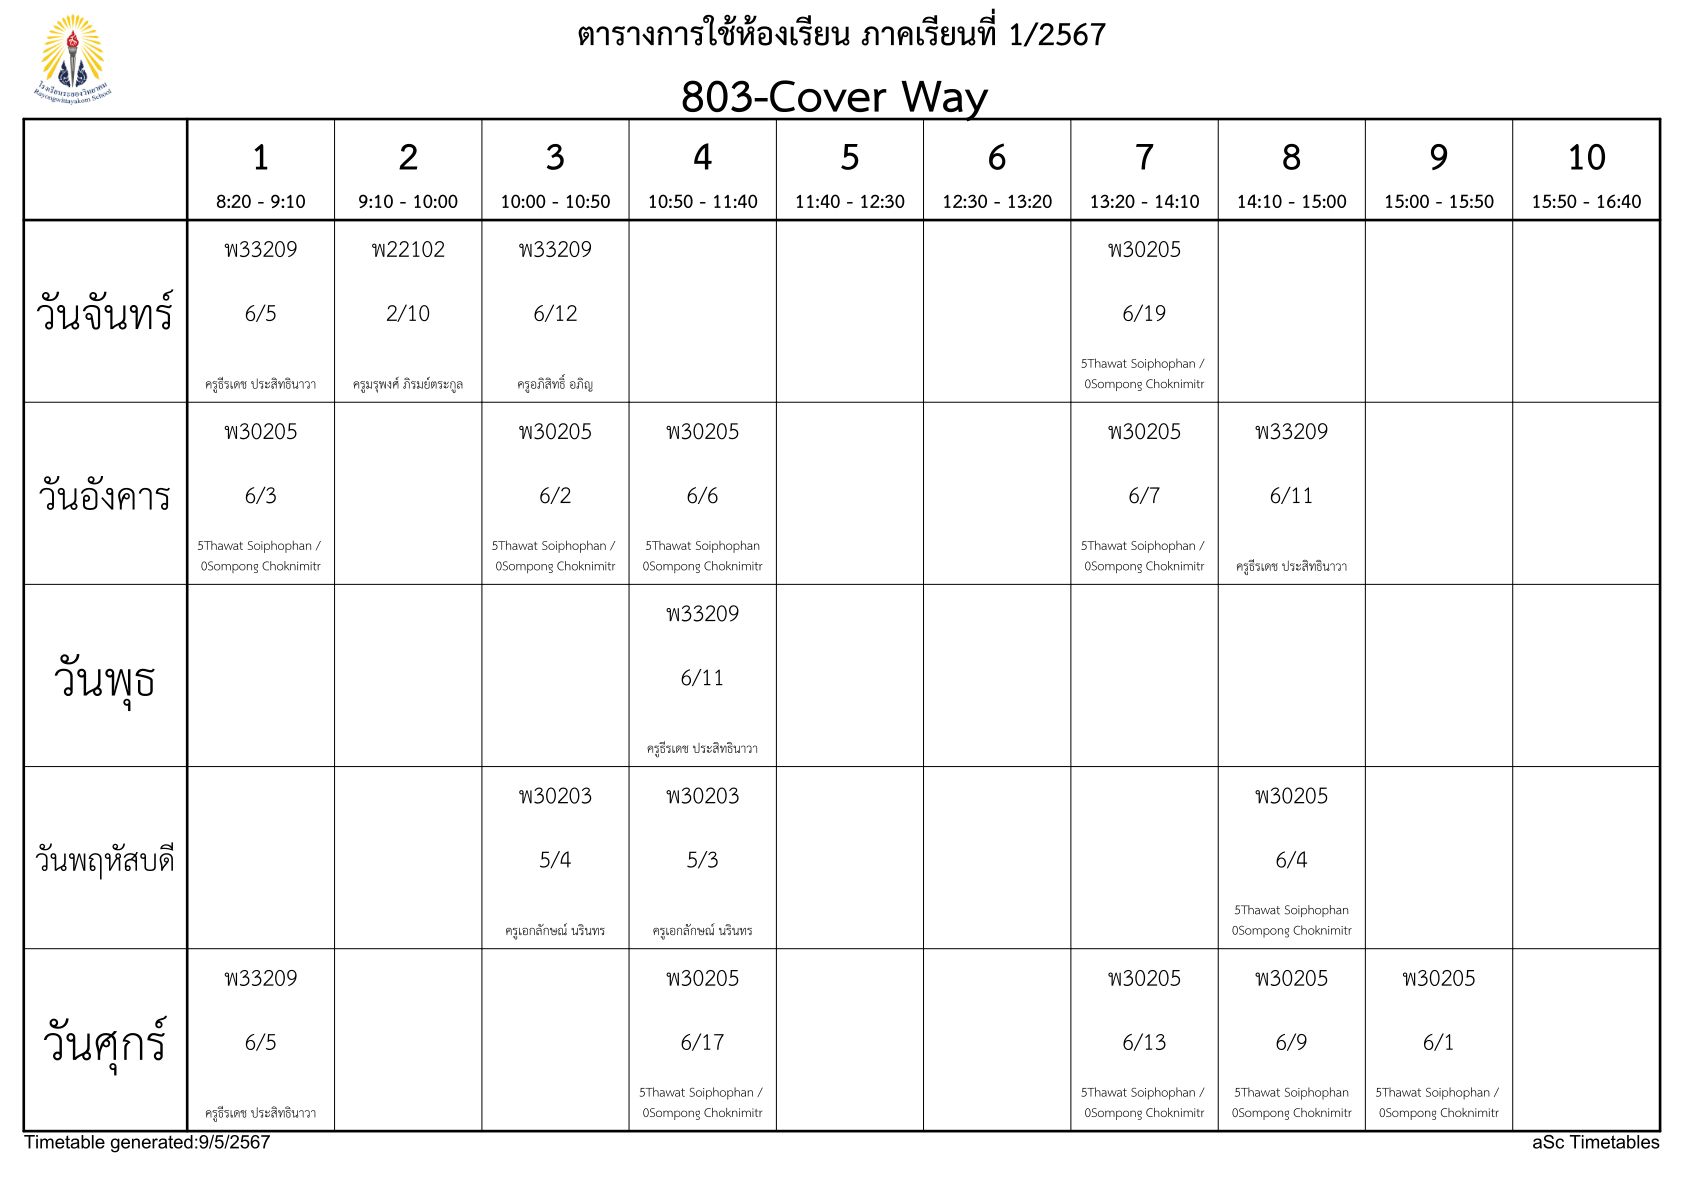 ตารางการใช้ห้องเรียน ภาคเรียนที่ 1/2567
โรงเรียนระยองวิทยาคม
Rayongwittayakom School
803-Cover Way
1 2 3 4 5 6 7 8 9 10
8:20 - 9:10 9:10 - 10:00 10:00 - 10:50 10:50 - 11:40 11:40 - 12:30 12:30 - 13:20 13:20 - 14:10 14:10 - 15:00 15:00 - 15:50 15:50 - 16:40
วันจันทร์
พ33209
6/5
ครูธีรเดช ประสิทธินาวา
พ22102
2/10
ครูมรุพงศ์ ภิรมย์ตระกูล
พ33209
6/12
ครูอภิสิทธิ์ อภิญ
พ30205
6/19
5Thawat Soiphophan /
0Sompong Choknimitr
วันอังคาร
พ30205
6/3
5Thawat Soiphophan /
0Sompong Choknimitr
พ30205
6/2
5Thawat Soiphophan /
0Sompong Choknimitr
พ30205
6/6
5Thawat Soiphophan
0Sompong Choknimitr
พ30205
6/7
5Thawat Soiphophan /
0Sompong Choknimitr
พ33209
6/11
ครูธีรเดช ประสิทธินาวา
วันพุธ
พ33209
6/11
ครูธีรเดช ประสิทธินาวา
วันพฤหัสบดี
พ30203
5/4
ครูเอกลักษณ์ นรินทร
พ30203
5/3
ครูเอกลักษณ์ นรินทร
พ30205
6/4
5Thawat Soiphophan
0Sompong Choknimitr
วันศุกร์
พ33209
6/5
ครูธีรเดช ประสิทธินาวา
พ30205
6/17
5Thawat Soiphophan /
0Sompong Choknimitr
พ30205
6/13
5Thawat Soiphophan /
0Sompong Choknimitr
พ30205
6/9
5Thawat Soiphophan
0Sompong Choknimitr
พ30205
6/1
5Thawat Soiphophan /
0Sompong Choknimitr
Timetable generated:9/5/2567
aSc Timetables